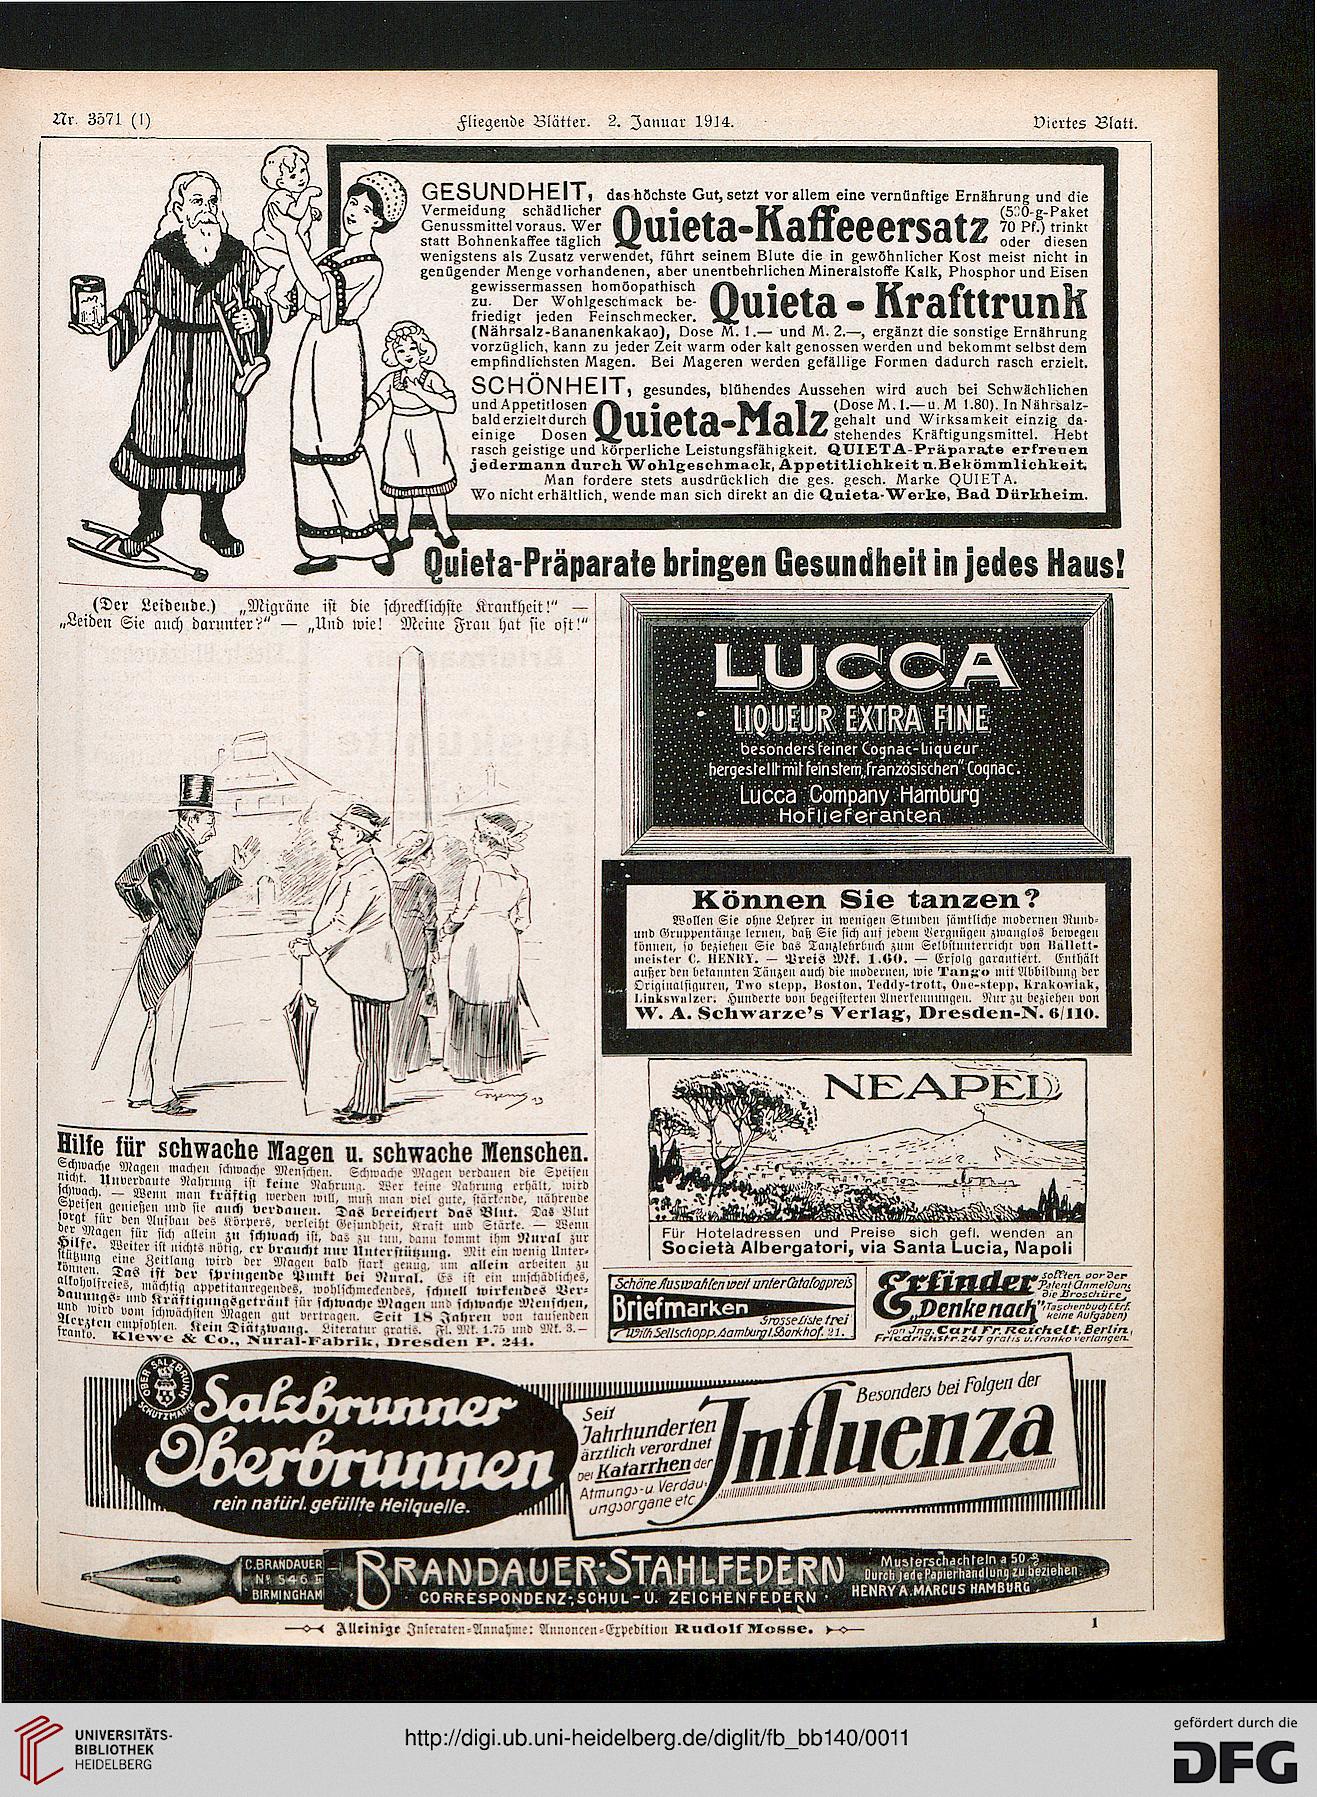 Nr. 3571 (1)
Fliegende Blätter. 2. Januar 1914.
Viertes Blatt.
GESUNDHEIT, das höchste Gut, setzt vor allem eine vernünftige Ernährung und die
Vermeidung schädlicher
Genussmittel voraus. Wer
statt Bohnenkaffee täglich
Quieta-Kaffeeersatz
-g-Paket
70 Pf.) trinkt
oder diesen
wenigstens als Zusatz verwendet, führt seinem Blute die in gewöhnlicher Kost meist nicht in
genügender Menge vorhandenen, aber unentbehrlichen Mineralstoffe Kalk, Phosphor und Eisen
gewissermassen homöopathisch
zu. Der Wohlgeschmack be-
friedigt jeden Feinschmecker.
Quieta - Krafttrunk
(Nährsalz-Bananenkakao), Dose M. 1.— und M. 2.—, ergänzt die sonstige Ernährung
vorzüglich, kann zu jeder Zeit warm oder kalt genossen werden und bekommt selbst dem
empfindlichsten Magen. Bei Mageren werden gefällige Formen dadurch rasch erzielt.
SCHÖNHEIT, gesundes, blühendes Aussehen wird auch bei Schwächlichen
und Appetitlosen
bald erzielt durch
einige Dosen
Quieta-Malz
(Dose M. 1.— u. M 1.80). In Nährsalz-
gehalt und Wirksamkeit einzig da-
stehendes Kräftigungsmittel. Hebt
rasch geistige und körperliche Leistungsfähigkeit. QUIETA-Präparate erfreuen
jedermann durch Wohlgeschmack, Appetitlichkeit u. Bekömmlichkeit.
Man fordere stets ausdrücklich die ges. gesch. Marke QUIETA.
Wo nicht erhältlich, wende man sich direkt an die Quieta-Werke, Bad Dürkheim.
Quieta-Präparate bringen Gesundheit in jedes Haus!
(Der Leidende.) „Migräne ist die schrecklichste Krankheit!“ —
„Leiden Sie auch darunter?“ — „Und wie! Meine Frau hat sie oft!“
Hilfe für schwache Magen u. schwache Menschen.
Schwache Magen machen schwache Menschen. Schwache Magen verdauen die Speisen
nicht. Unverdaute Nahrung ist keine Nahrung. Wer keine Nahrung erhält, wird
schwach. — Wenn man kräftig werden will, muß man viel gute, stärkende, nährende
Speisen genießen und sie auch verdauen. Das bereichert das Blut. Das Blut
sorgt für den Aufbau des Körpers, verleiht Gesundheit, Kraft und Stärke. — Wenn
der Magen für sich allein zu schwach ist, das zu tun, dann kommt ihm Nural zur
Hilfe. Weiter ist nichts nötig, er braucht nur Unterstützung. Mit ein wenig Unter-
stützung eine Zeitlang wird der Magen bald stark genug, um allein arbeiten zu
können. Das ist der springende Punkt bei Nural. Es ist ein unschädliches,
alkoholfreies, mächtig appetitanregendes, wohlschmeckendes, schnell wirkendes Ver-
dauungs- und Kräftigungsgetränk für schwache Magen und schwache Menschen,
und wird vom schwächsten Magen gut vertragen. Seit 18 Jahren von tausenden
Aerzten empfohlen. Kein Diätzwang. Literatur gratis. Fl. Mk. 1.75 und Mk. 3.—
franko. Klewe & Co., Nural-Fabrik, Dresden P. 244.
LUCCA
LIQUEUR EXTRA FINE
besonders feiner Cognac-Liqueur
hergestellt mit feinstem „französischen“ Cognac.
Lucca Company Hamburg
Hoflieferanten
Können Sie tanzen?
Wollen Sie ohne Lehrer in wenigen Stunden sämtliche modernen Rund-
und Gruppentänze lernen, daß Sie sich auf jedem Vergnügen zwanglos bewegen
können, so beziehen Sie das Tanzlehrbuch zum Selbstunterricht von Ballett-
meister C. HENRY. — Preis Mk. 1.60. — Erfolg garantiert. Enthält
außer den bekannten Tänzen auch die modernen, wie Tango mit Abbildung der
Originalfiguren, Two stepp, Boston, Teddy-trott, One-stepp, Krakowiak,
Linkswalzer. Hunderte von begeisterten Anerkennungen. Nur zu beziehen von
W. A. Schwarze's Verlag, Dresden-N. 6/110.
NEAPEL
Für Hoteladressen und Preise sich gefl. wenden an
Società Albergatori, via Santa Lucia, Napoli
Schöne Auswahlen weit unter Catalogpreis
Briefmarken
Grosse Liste frei
Wilh. Sellschopp, Hamburg 1. Barkhof. 21.
Erfinder
„Denke nach“
sollten vor der
Patent Anmeldung
die Broschüre
(Taschenbuch f. Erf.
keine Aufgaben)
von Ing. Carl Fr. Reichelt, Berlin,
Friedrichstr. 247 gratis u. franko verlangen.
OBER SALZBRUNN
SCHUTZMARKE
Salzbrunner
Oberbrunnen
rein natürl. gefüllte Heilquelle.
Seit
Jahrhunderten
ärztlich verordnet
bei Katarrhen der
Atmungs- u. Verdau-
ungsorgane etc.
Besonders bei Folgen der
Influenza
C. BRANDAUER
No 546 F
BIRMINGHAM
BRANDAUER-STAHLFEDERN
CORRESPONDENZ-, SCHUL- U. ZEICHENFEDERN
Musterschachteln a 50 ₰
Durch jede Papierhandlung zu beziehen.
HENRY A. MARCUS HAMBURG
Alleinige Inseraten-Annahme: Annoncen-Expedition Rudolf Mosse.
1
UNIVERSITÄTS-
BIBLIOTHEK
HEIDELBERG
http://digi.ub.uni-heidelberg.de/diglit/fb_bb140/0011
gefördert durch die
DFG